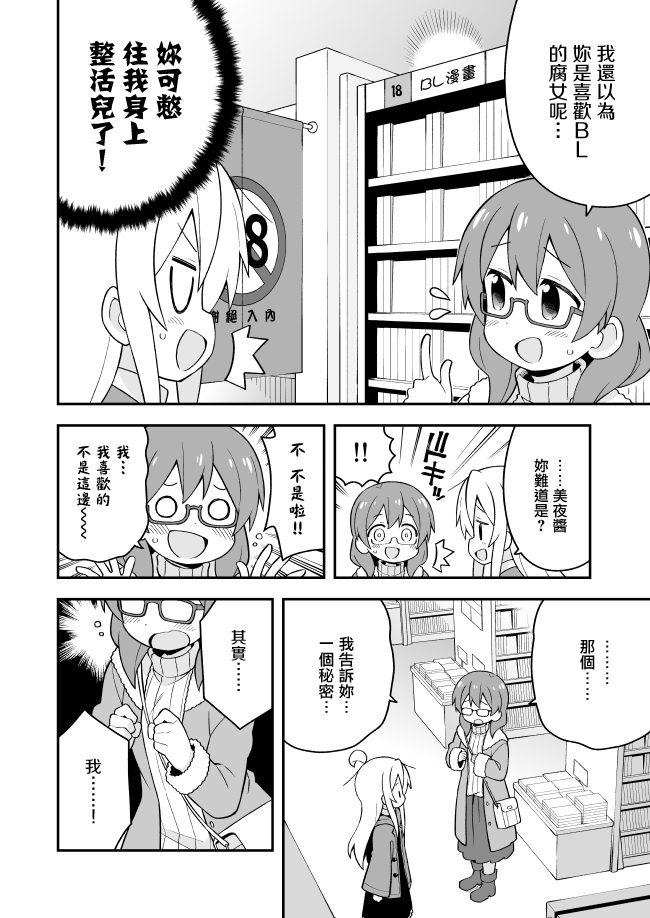 我還以為
妳是喜歡BL
的腐女呢…
18
BL漫畫
妳可憋
往我身上
整活兒了！
18
謝絕入內
……美夜醬
妳難道是？
ドキッ
!!
不 不是啦!!
我…
我喜歡的
不是這邊～～
………
那個……
我告訴妳…
一個秘密…
其實……
我……！